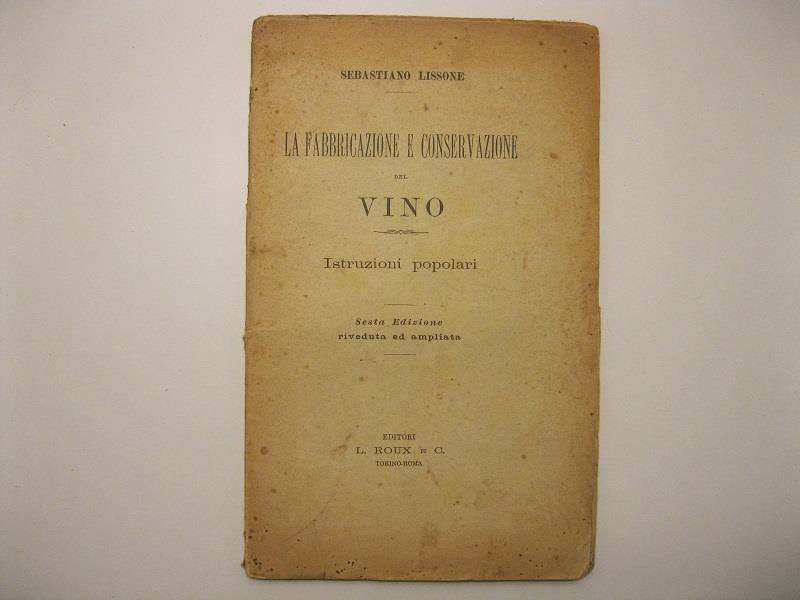 SEBASTIANO LISSONE
LA FABBRICAZIONE E CONSERVAZIONE
DEL
VINO
Istruzioni popolari
Sesta Edizione
riveduta ed ampliata
EDITORI
L. ROUX E C.
TORINO-ROMA